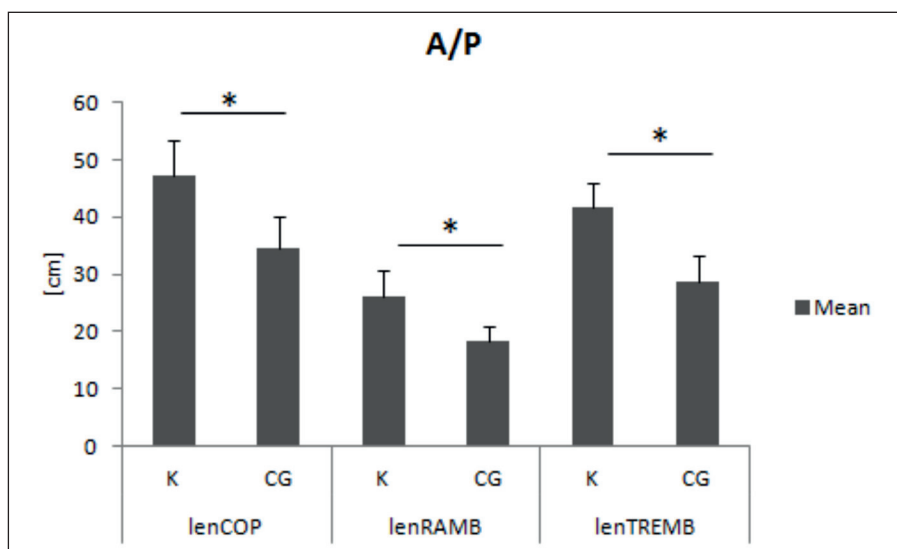 A/P
*
*
*
60
50
40
30
20
10
0
[cm]
K CG K CG K CG
lenCOP lenRAMB lenTREMB
Mean